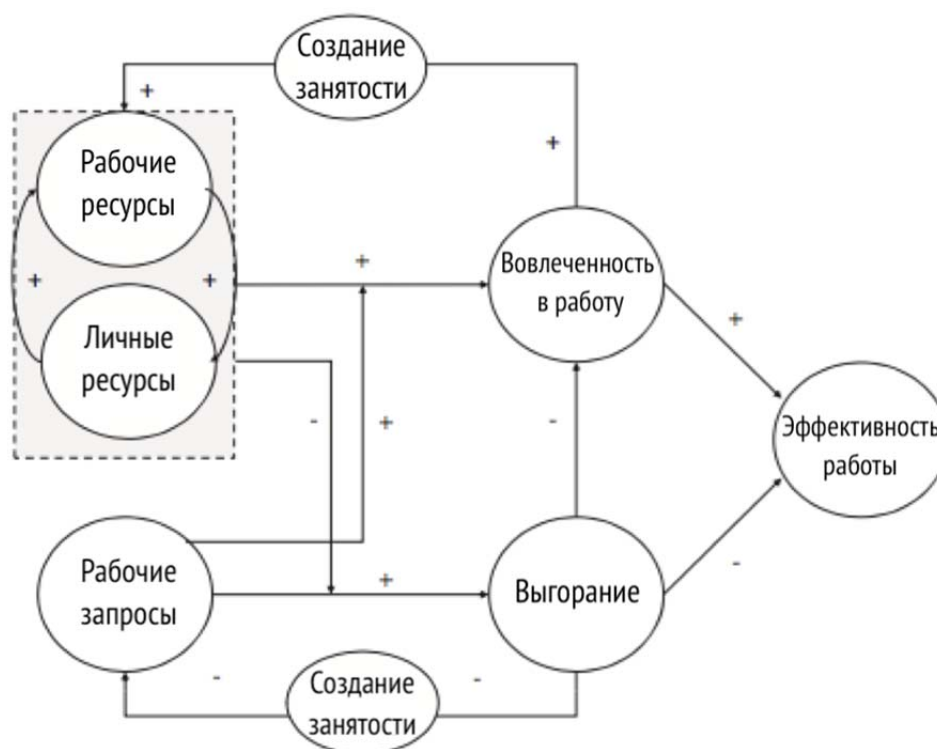 Создание
занятости
+
+
Рабочие
ресурсы
+
+
+
Вовлеченность
в работу
+
Личные
ресурсы
-
+
-
Эффективность
работы
Рабочие
запросы
+
Выгорание
-
-
-
Создание
занятости